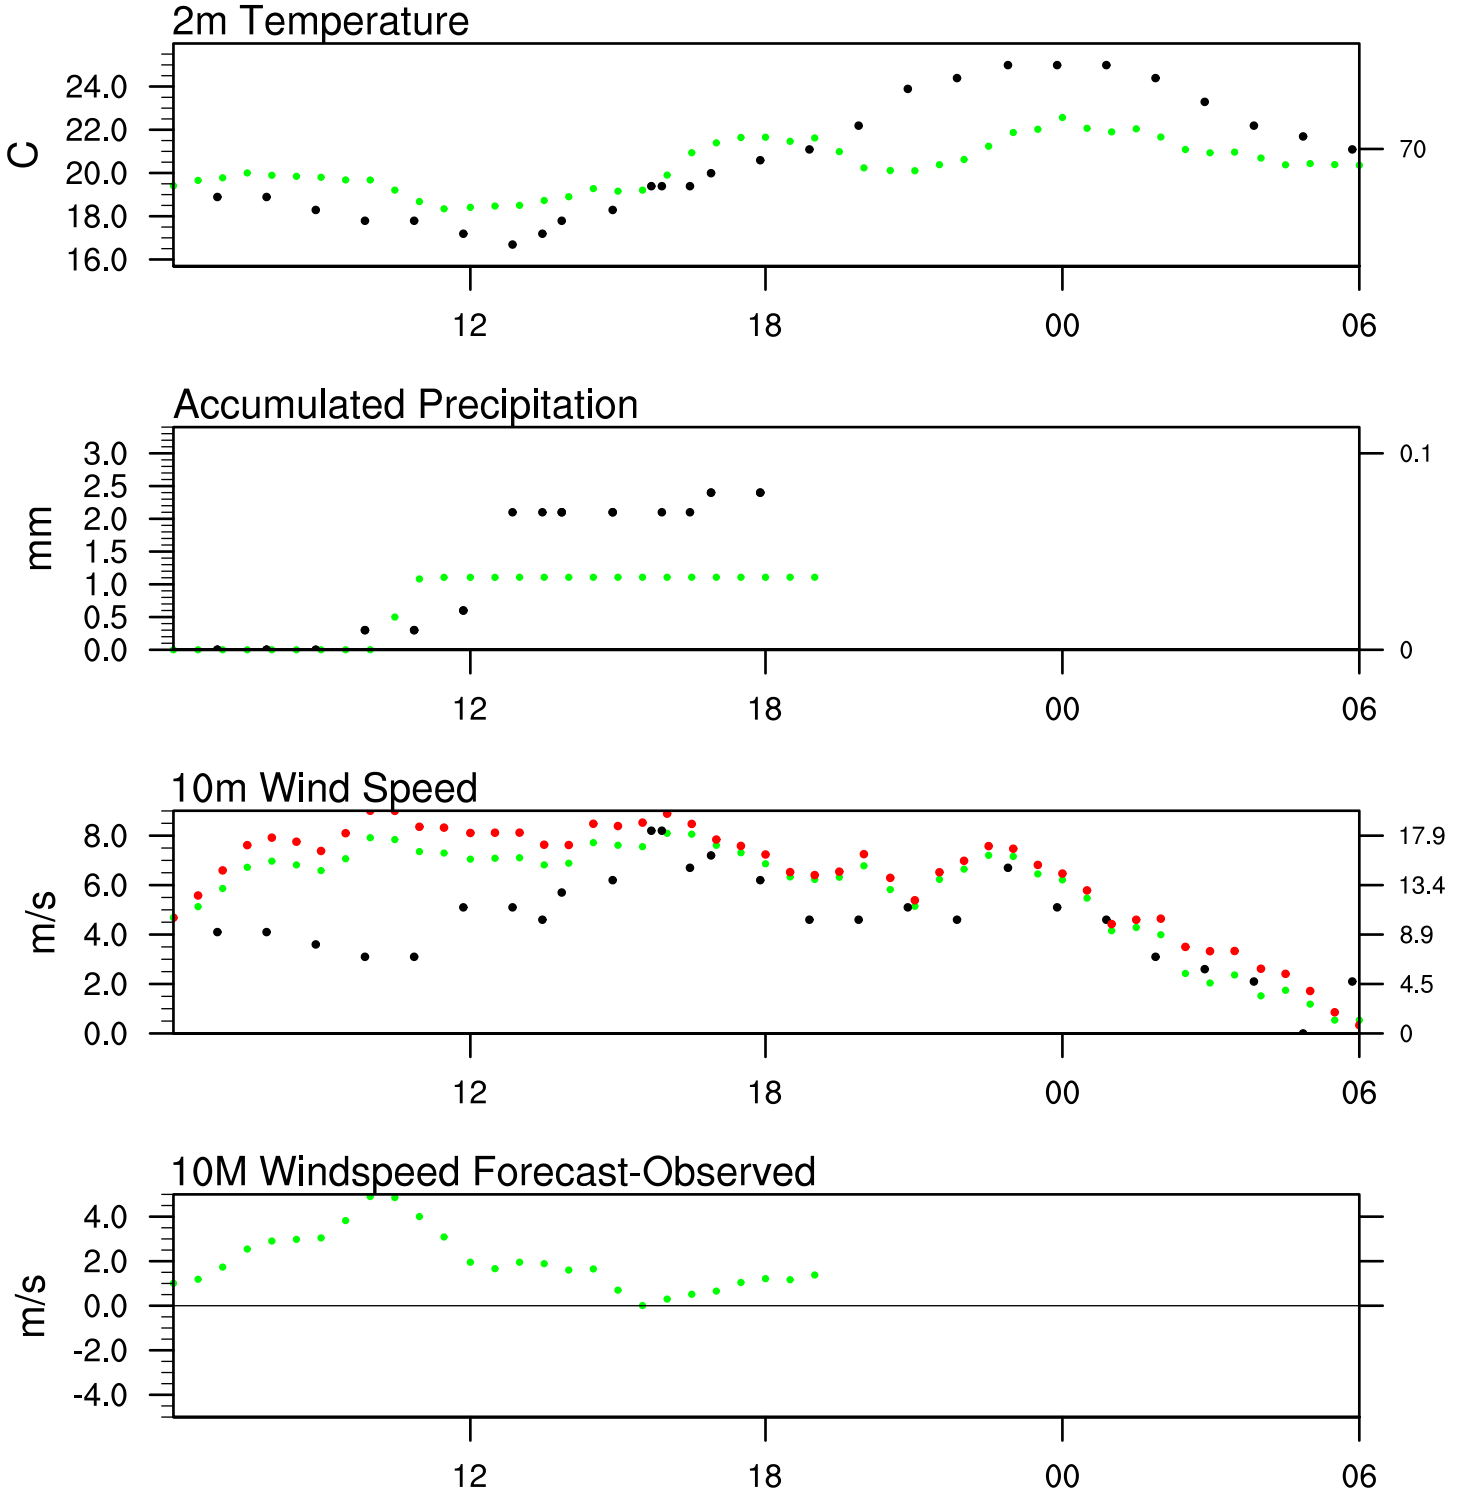 2m Temperature
24.0
22.0
20.0
18.0
16.0
C
70
12 18 00 06
Accumulated Precipitation
3.0
2.5
2.0
1.5
1.0
0.5
0.0
mm
0.1
0
12 18 00 06
10m Wind Speed
8.0
6.0
4.0
2.0
0.0
m/s
17.9
13.4
8.9
4.5
0
12 18 00 06
10M Windspeed Forecast-Observed
4.0
2.0
0.0
-2.0
-4.0
m/s
12 18 00 06